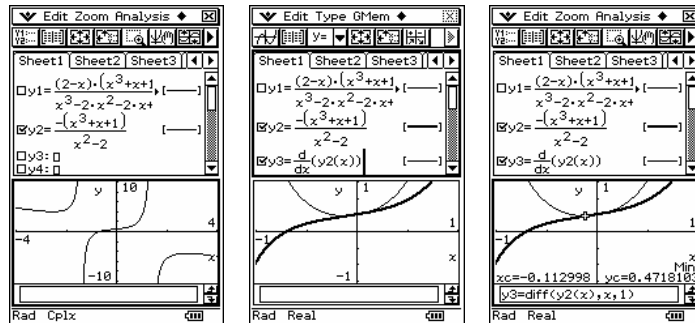 Edit Zoom Analysis ◆
Sheet1 Sheet2 Sheet3
y1=(2-x)·(x^3+x+1
x^3-2·x^2-2·x+
y2=-(x^3+x+1)
x^2-2
y3:
y4:
y 10
-4 4
x
-10
Rad Cplx
Edit Type GMem ◆
y=
Sheet1 Sheet2 Sheet3
y1=(2-x)·(x^3+x+1
x^3-2·x^2-2·x+
y2=-(x^3+x+1)
x^2-2
y3=d/dx(y2(x))
y 1
-1 1
x
-1
Rad Real
Edit Zoom Analysis ◆
Sheet1 Sheet2 Sheet3
y1=(2-x)·(x^3+x+1
x^3-2·x^2-2·x+
y2=-(x^3+x+1)
x^2-2
y3=d/dx(y2(x))
y 1
-1 1
x
Min
xc=-0.112998 yc=0.4718103
y3=diff(y2(x),x,1)
Rad Real